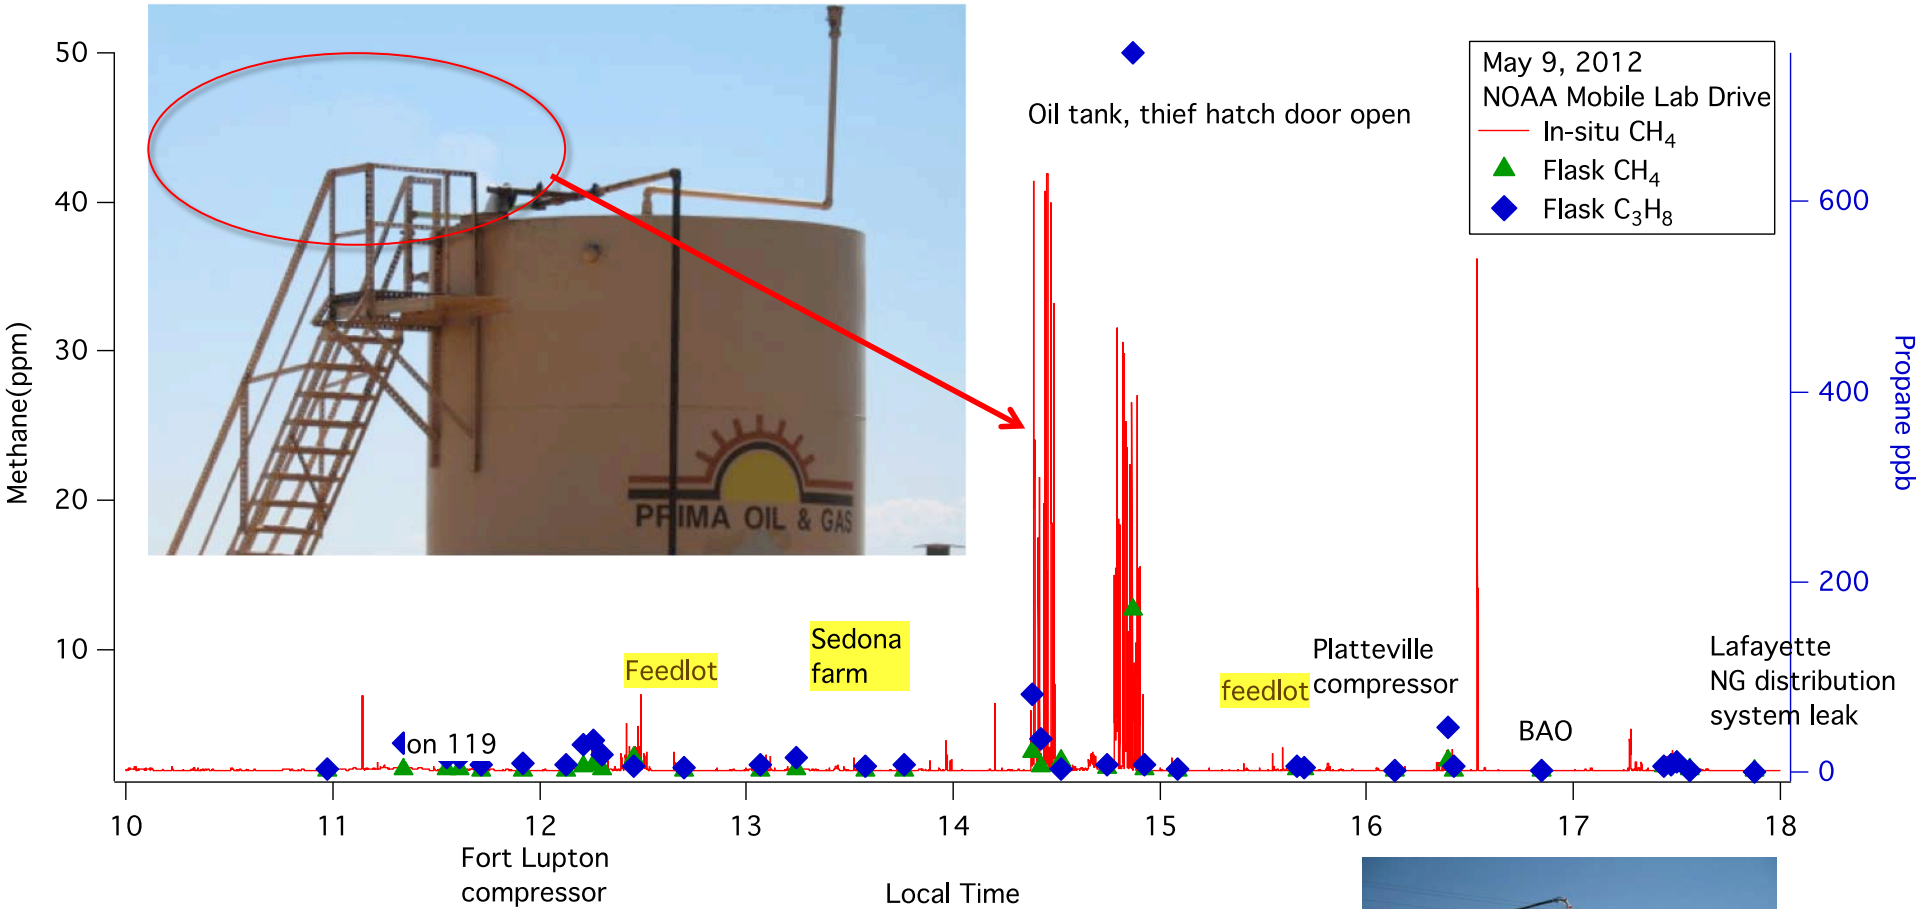 50
40
30
20
10
Methane(ppm)
PRIMA OIL & GAS
Oil tank, thief hatch door open
May 9, 2012
NOAA Mobile Lab Drive
In-situ CH4
Flask CH4
Flask C3H8
600
400
200
0
Propane ppb
on 119
Feedlot
Sedona
farm
feedlot
Platteville
compressor
BAO
Lafayette
NG distribution
system leak
10 11 12 13 14 15 16 17 18
Fort Lupton
compressor
Local Time